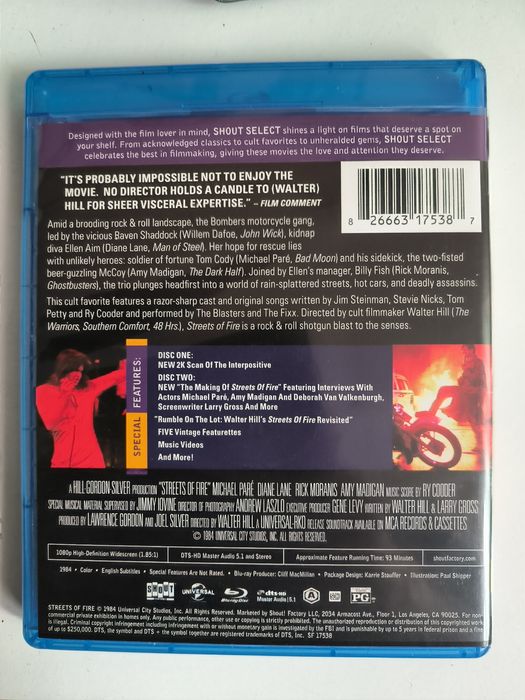 Designed with the film lover in mind, SHOUT SELECT shines a light on films that deserve a spot on
your shelf. From acknowledged classics to cult favorites to unheralded gems, SHOUT SELECT
celebrates the best in filmmaking, giving these movies the love and attention they deserve.
"IT'S PROBABLY IMPOSSIBLE NOT TO ENJOY THE
MOVIE. NO DIRECTOR HOLDS A CANDLE TO (WALTER)
HILL FOR SHEER VISCERAL EXPERTISE." – FILM COMMENT
8 26663 17538 7
Amid a brooding rock & roll landscape, the Bombers motorcycle gang,
led by the vicious Raven Shaddock (Willem Dafoe, John Wick), kidnap
diva Ellen Aim (Diane Lane, Man of Steel). Her hope for rescue lies
with unlikely heroes: soldier of fortune Tom Cody (Michael Paré, Bad Moon) and his sidekick, the two-fisted
beer-guzzling McCoy (Amy Madigan, The Dark Half). Joined by Ellen's manager, Billy Fish (Rick Moranis,
Ghostbusters), the trio plunges headfirst into a world of rain-splattered streets, hot cars, and deadly assassins.
This cult favorite features a razor-sharp cast and original songs written by Jim Steinman, Stevie Nicks, Tom
Petty and Ry Cooder and performed by The Blasters and The Fixx. Directed by cult filmmaker Walter Hill (The
Warriors, Southern Comfort, 48 Hrs.), Streets of Fire is a rock & roll shotgun blast to the senses.
SPECIAL FEATURES:
DISC ONE:
NEW 2K Scan Of The Interpositive
DISC TWO:
NEW "The Making Of Streets Of Fire" Featuring Interviews With
Actors Michael Paré, Amy Madigan And Deborah Van Valkenburgh,
Screenwriter Larry Gross And More
"Rumble On The Lot: Walter Hill's Streets Of Fire Revisited"
FIVE Vintage Featurettes
Music Videos
And More!
A HILL-GORDON-SILVER PRODUCTION "STREETS OF FIRE" MICHAEL PARÉ DIANE LANE RICK MORANIS AMY MADIGAN MUSIC SCORE BY RY COODER
SPECIAL MUSICAL MATERIAL SUPERVISED BY JIMMY IOVINE DIRECTOR OF PHOTOGRAPHY ANDREW LASZLO EXECUTIVE PRODUCER GENE LEVY WRITTEN BY WALTER HILL & LARRY GROSS
PRODUCED BY LAWRENCE GORDON AND JOEL SILVER DIRECTED BY WALTER HILL A UNIVERSAL-RKO RELEASE SOUNDTRACK AVAILABLE ON MCA RECORDS & CASSETTES
© 1984 UNIVERSAL CITY STUDIOS, INC. ALL RIGHTS RESERVED.
1080p High-Definition Widescreen (1.85:1) DTS-HD Master Audio 5.1 and Stereo Approximate Feature Running Time: 93 Minutes shoutfactory.com
1984 • Color • English Subtitles • Special Features Are Not Rated. • Blu-ray Producer: Cliff MacMillan • Package Design: Karrie Stauffer • Illustration: Paul Shipper
SHOUT UNIVERSAL Blu-ray Disc dts-HD Master Audio | 5.1 A PG
STREETS OF FIRE © 1984 Universal City Studios, Inc. All Rights Reserved. Marketed by Shout! Factory LLC, 2034 Armacost Ave., Floor 1, Los Angeles, CA 90025. For non-
commercial private exhibition in homes only. Any public performance, other use or copying is strictly prohibited. The unauthorized reproduction or distribution of this copyrighted work
is illegal. Criminal copyright infringement including infringement with or without monetary gain is investigated by the FBI and is punishable by up to 5 years in federal prison and a fine
of up to $250,000. DTS, the symbol, and DTS + the symbol together are registered trademarks of DTS, Inc. SF 17538